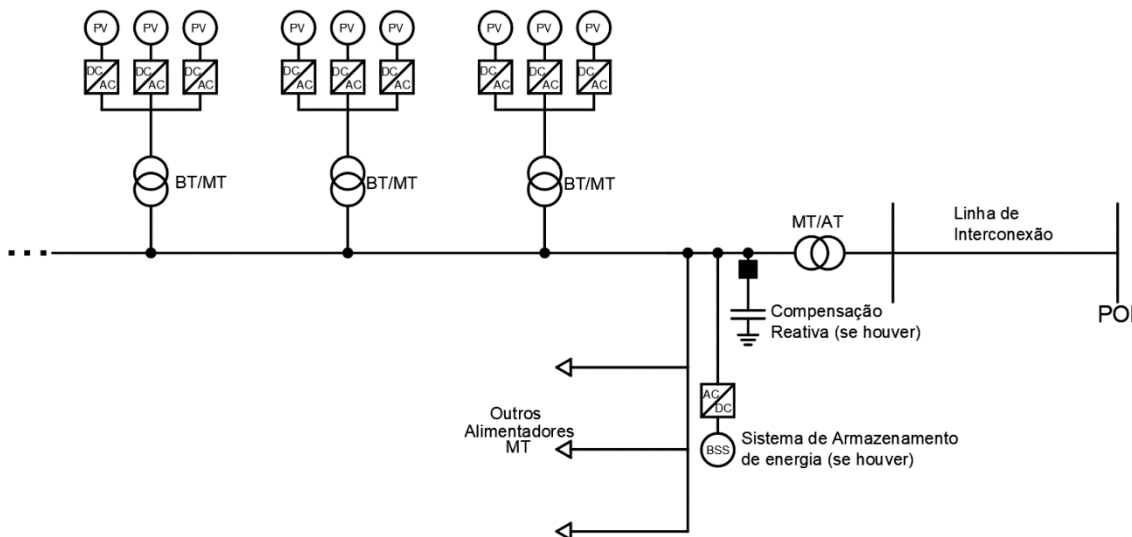 PV PV PV PV PV PV PV PV PV
DC DC DC DC DC DC DC DC DC
AC AC AC AC AC AC AC AC AC
BT/MT BT/MT BT/MT
MT/AT
Linha de
Interconexão
POI
Compensação
Reativa (se houver)
AC
DC
Outros
Alimentadores
MT
BSS
Sistema de Armazenamento
de energia (se houver)